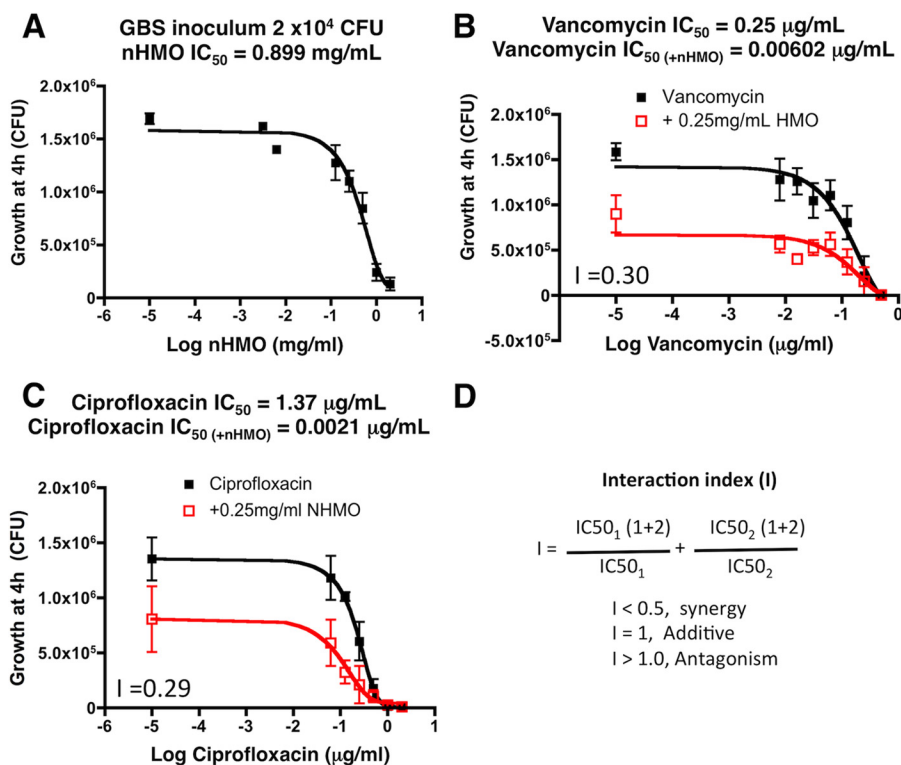 A
GBS inoculum 2 x10⁴ CFU
nHMO IC₅₀ = 0.899 mg/mL
Growth at 4h (CFU)
2.0x10⁶
1.5x10⁶
1.0x10⁶
5.0x10⁵
0
-6 -5 -4 -3 -2 -1 0 1
Log nHMO (mg/ml)
B
Vancomycin IC₅₀ = 0.25 µg/mL
Vancomycin IC₅₀ (+nHMO) = 0.00602 µg/mL
Vancomycin
+ 0.25mg/mL HMO
Growth at 4h (CFU)
2.0x10⁶
1.5x10⁶
1.0x10⁶
5.0x10⁵
0
-5.0x10⁵
I =0.30
-6 -5 -4 -3 -2 -1 0
Log Vancomycin (µg/ml)
C
Ciprofloxacin IC₅₀ = 1.37 µg/mL
Ciprofloxacin IC₅₀ (+nHMO) = 0.0021 µg/mL
Ciprofloxacin
+0.25mg/ml NHMO
Growth at 4h (CFU)
2.0x10⁶
1.5x10⁶
1.0x10⁶
5.0x10⁵
0
I =0.29
-6 -5 -4 -3 -2 -1 0 1
Log Ciprofloxacin (µg/ml)
D
Interaction index (I)
I = IC50₁ (1+2) + IC50₂ (1+2)
IC50₁ IC50₂
I < 0.5, synergy
I = 1, Additive
I > 1.0, Antagonism